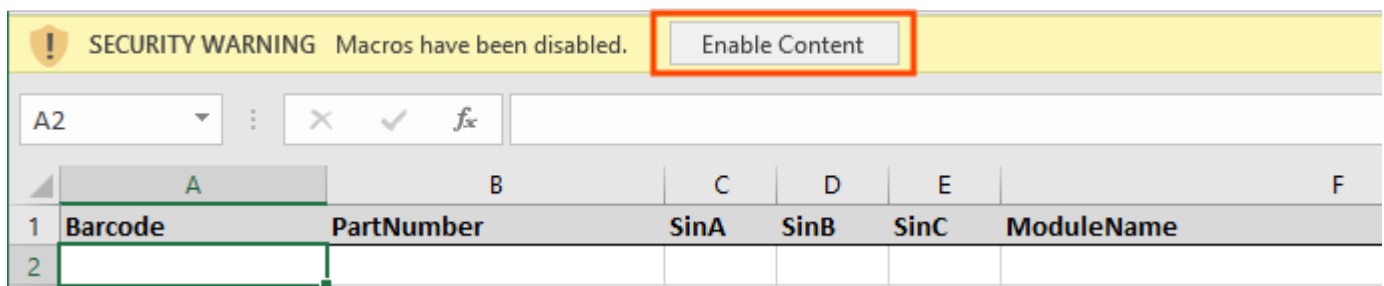 SECURITY WARNING Macros have been disabled. Enable Content
A2 fx
A B C D E F
1 Barcode PartNumber SinA SinB SinC ModuleName
2